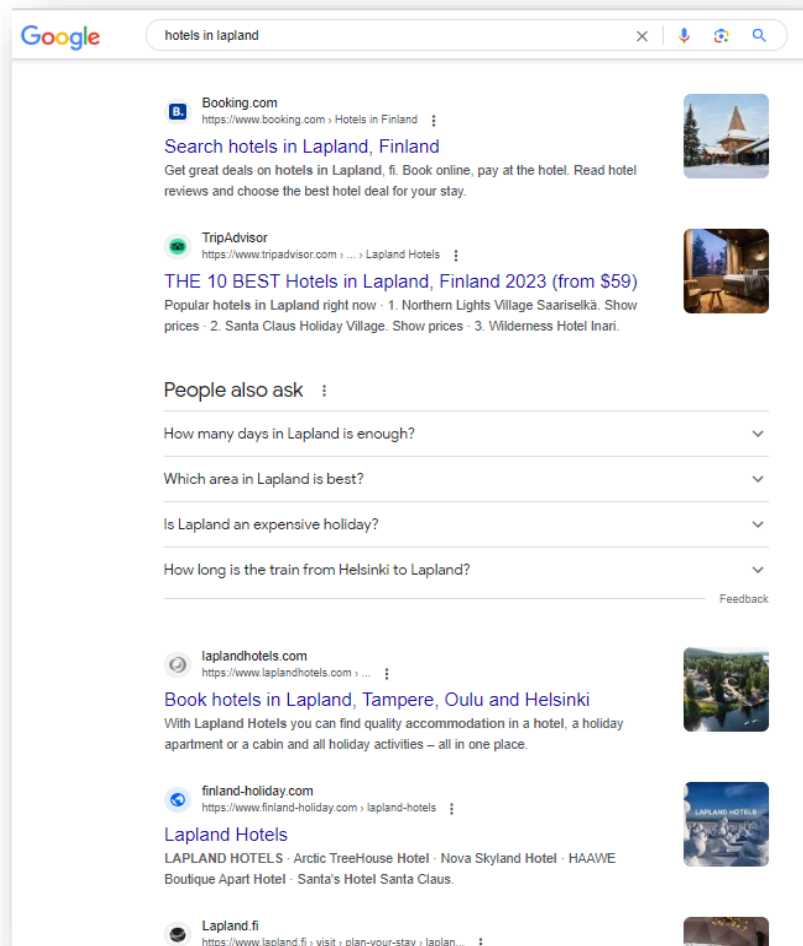 Google
hotels in lapland
B.
Booking.com
https://www.booking.com › Hotels in Finland
Search hotels in Lapland, Finland
Get great deals on hotels in Lapland, fi. Book online, pay at the hotel. Read hotel
reviews and choose the best hotel deal for your stay.
TripAdvisor
https://www.tripadvisor.com › ... › Lapland Hotels
THE 10 BEST Hotels in Lapland, Finland 2023 (from $59)
Popular hotels in Lapland right now · 1. Northern Lights Village Saariselkä. Show
prices · 2. Santa Claus Holiday Village. Show prices · 3. Wilderness Hotel Inari.
People also ask
How many days in Lapland is enough?
Which area in Lapland is best?
Is Lapland an expensive holiday?
How long is the train from Helsinki to Lapland?
Feedback
laplandhotels.com
https://www.laplandhotels.com › ...
Book hotels in Lapland, Tampere, Oulu and Helsinki
With Lapland Hotels you can find quality accommodation in a hotel, a holiday
apartment or a cabin and all holiday activities – all in one place.
finland-holiday.com
https://www.finland-holiday.com › lapland-hotels
Lapland Hotels
LAPLAND HOTELS · Arctic TreeHouse Hotel · Nova Skyland Hotel · HAAWE
Boutique Apart Hotel · Santa's Hotel Santa Claus.
LAPLAND HOTELS
Lapland.fi
https://www.lapland.fi › visit › plan-your-stay › laplan...